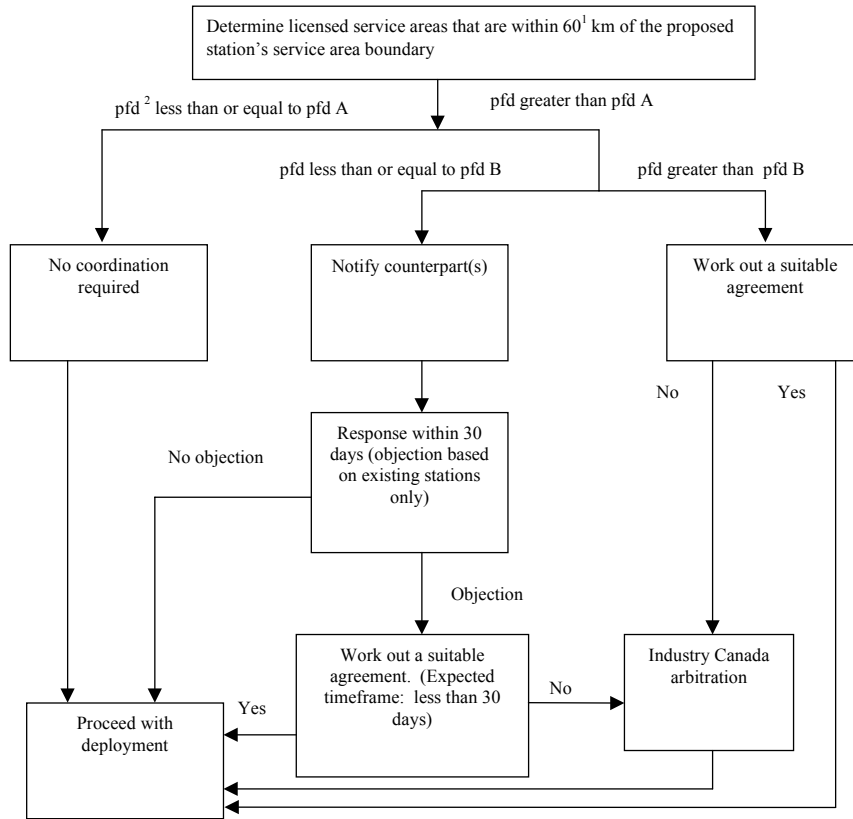 Determine licensed service areas that are within 60¹ km of the proposed
station's service area boundary
pfd ² less than or equal to pfd A
pfd greater than pfd A
pfd less than or equal to pfd B
pfd greater than pfd B
No coordination
required
Notify counterpart(s)
Work out a suitable
agreement
No
Yes
Response within 30
days (objection based
on existing stations
only)
No objection
Objection
Work out a suitable
agreement. (Expected
timeframe: less than 30
days)
Industry Canada
arbitration
No
Yes
Proceed with
deployment